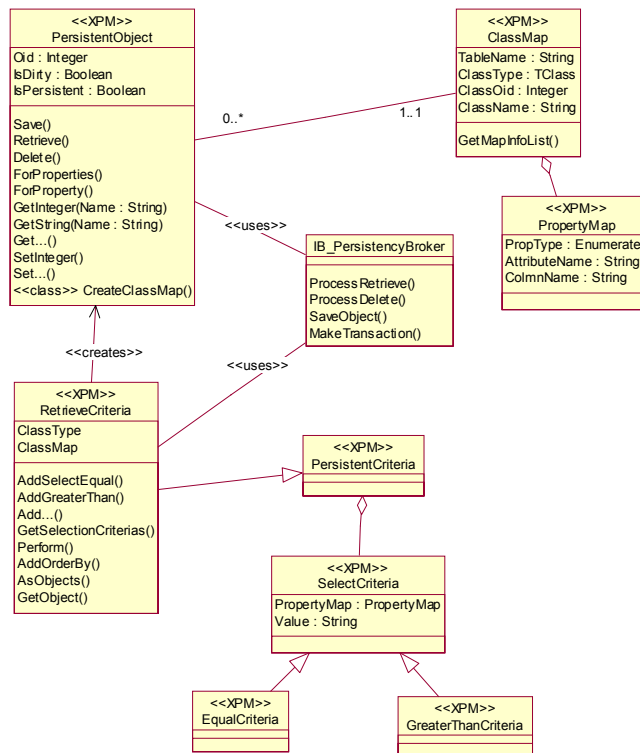 <<XPM>>
PersistentObject
Oid : Integer
IsDirty : Boolean
IsPersistent : Boolean
Save()
Retrieve()
Delete()
ForProperties()
ForProperty()
GetInteger(Name : String)
GetString(Name : String)
Get...()
SetInteger()
Set...()
<<class>> CreateClassMap()
<<XPM>>
ClassMap
TableName : String
ClassType : TClass
ClassOid : Integer
ClassName : String
GetMapInfoList()
0..*
1..1
<<XPM>>
PropertyMap
PropType : Enumerate
AttributeName : String
ColmnName : String
<<uses>>
IB_PersistencyBroker
ProcessRetrieve()
ProcessDelete()
SaveObject()
MakeTransaction()
<<creates>>
<<uses>>
<<XPM>>
RetrieveCriteria
ClassType
ClassMap
AddSelectEqual()
AddGreaterThan()
Add...()
GetSelectionCriterias()
Perform()
AddOrderBy()
AsObjects()
GetObject()
<<XPM>>
PersistentCriteria
<<XPM>>
SelectCriteria
PropertyMap : PropertyMap
Value : String
<<XPM>>
EqualCriteria
<<XPM>>
GreaterThanCriteria